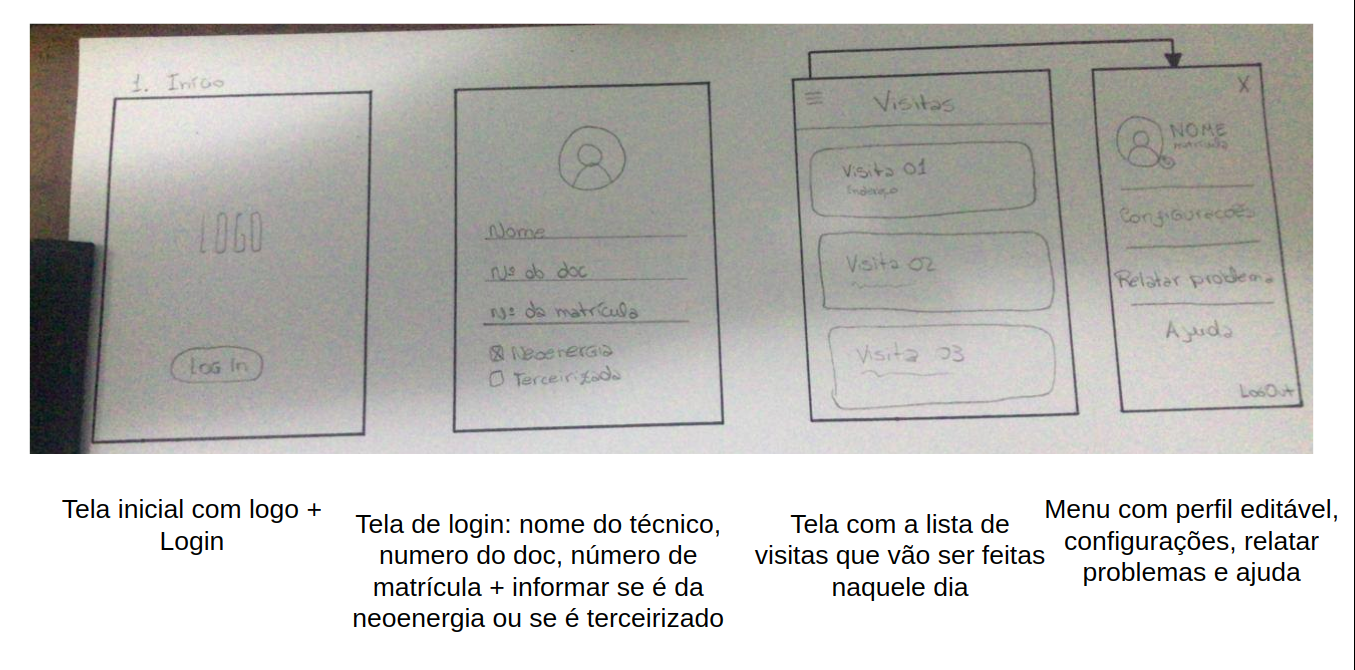 1. Início
LOGO
Log In
Nome
Nº do doc
Nº da matrícula
Neoenergia
Terceirizada
Visitas
Visita 01
Endereço
Visita 02
Visita 03
X
NOME
matrícula
Configurações
Relatar problema
Ajuda
LogOut
Tela inicial com logo +
Login
Tela de login: nome do técnico,
numero do doc, número de
matrícula + informar se é da
neoenergia ou se é terceirizado
Tela com a lista de
visitas que vão ser feitas
naquele dia
Menu com perfil editável,
configurações, relatar
problemas e ajuda